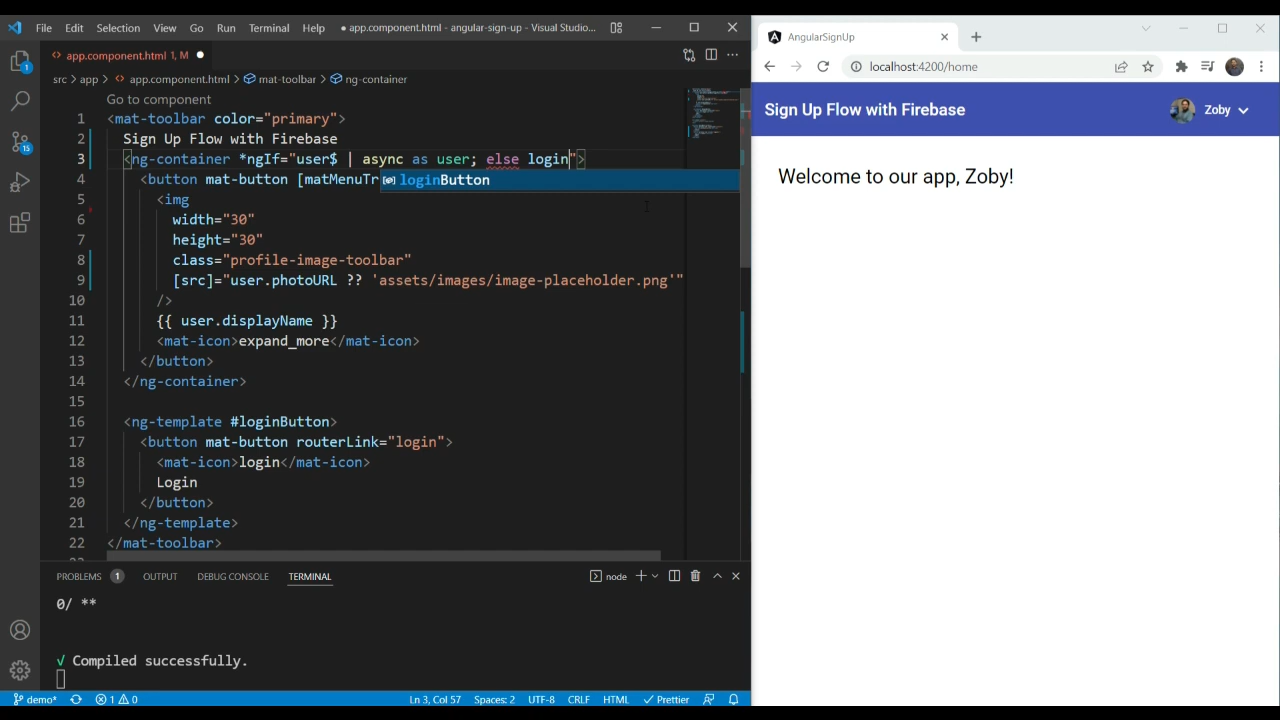 File Edit Selection View Go Run Terminal Help ● app.component.html - angular-sign-up - Visual Studio...
app.component.html 1, M ●
src > app > app.component.html > mat-toolbar > ng-container
Go to component
1 <mat-toolbar color="primary">
2 Sign Up Flow with Firebase
3 <ng-container *ngIf="user$ | async as user; else login">
loginButton
4 <button mat-button [matMenuTr
5 <img
6 width="30"
7 height="30"
8 class="profile-image-toolbar"
9 [src]="user.photoURL ?? 'assets/images/image-placeholder.png'"
10 />
11 {{ user.displayName }}
12 <mat-icon>expand_more</mat-icon>
13 </button>
14 </ng-container>
15
16 <ng-template #loginButton>
17 <button mat-button routerLink="login">
18 <mat-icon>login</mat-icon>
19 Login
20 </button>
21 </ng-template>
22 </mat-toolbar>
PROBLEMS 1 OUTPUT DEBUG CONSOLE TERMINAL node
0/ **
√ Compiled successfully.
demo* 1 0 Ln 3, Col 57 Spaces: 2 UTF-8 CRLF HTML Prettier
1
15
AngularSignUp
localhost:4200/home
Sign Up Flow with Firebase Zoby
Welcome to our app, Zoby!